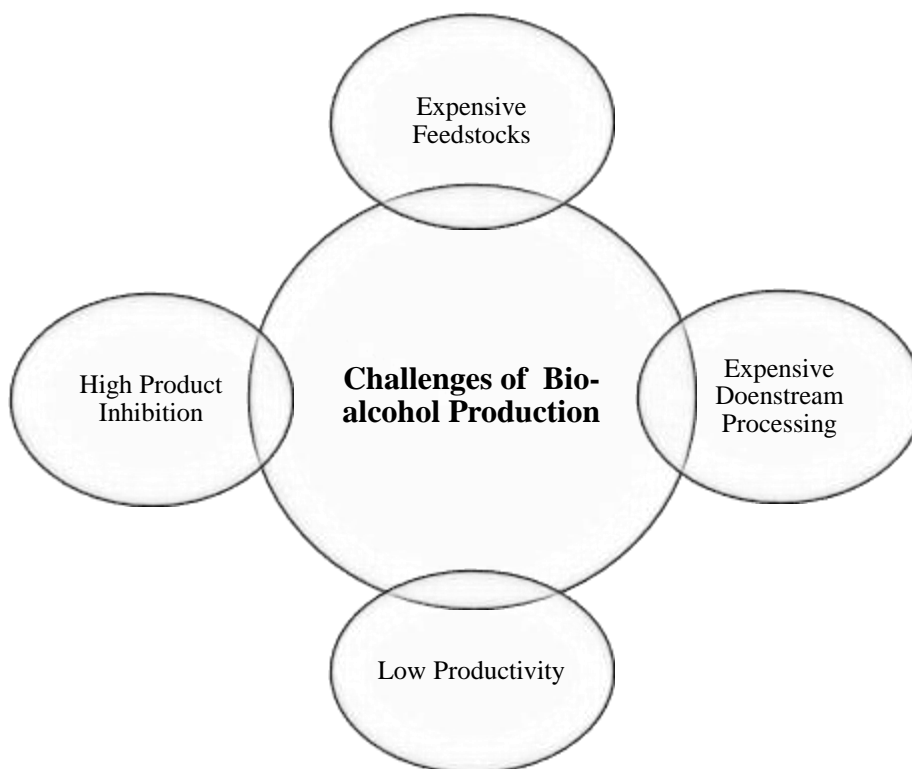 Expensive
Feedstocks
High Product
Inhibition
Challenges of Bio-
alcohol Production
Expensive
Doenstream
Processing
Low Productivity